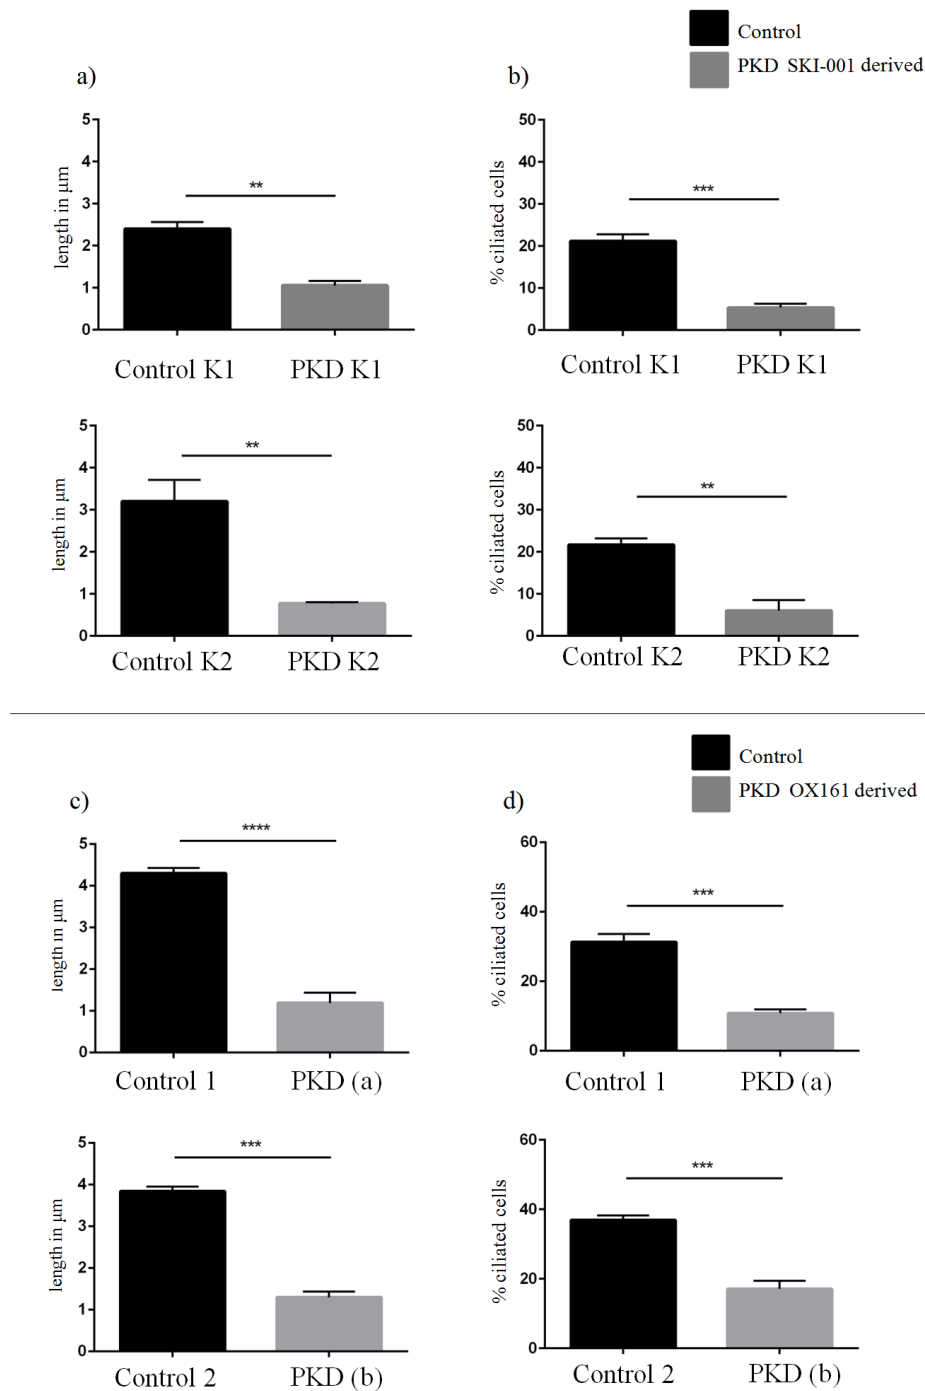 Control
PKD SKI-001 derived
a)
b)
length in µm
5
4
3
2
1
0
**
Control K1
PKD K1
% ciliated cells
50
40
30
20
10
0
***
Control K1
PKD K1
length in µm
5
4
3
2
1
0
**
Control K2
PKD K2
% ciliated cells
50
40
30
20
10
0
**
Control K2
PKD K2
Control
PKD OX161 derived
c)
d)
length in µm
5
4
3
2
1
0
****
Control 1
PKD (a)
% ciliated cells
60
40
20
0
***
Control 1
PKD (a)
length in µm
5
4
3
2
1
0
***
Control 2
PKD (b)
% ciliated cells
60
40
20
0
***
Control 2
PKD (b)